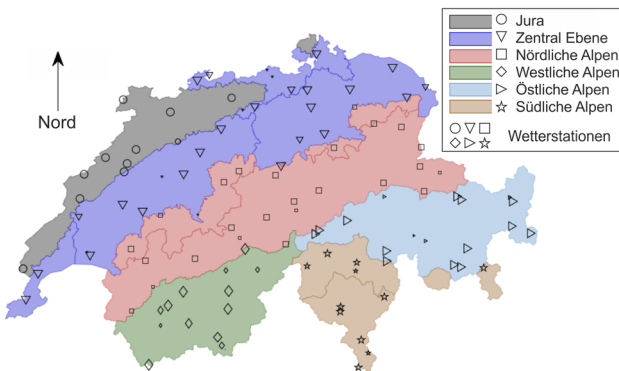 Jura
Zentral Ebene
Nördliche Alpen
Westliche Alpen
Östliche Alpen
Südliche Alpen
Wetterstationen
Nord